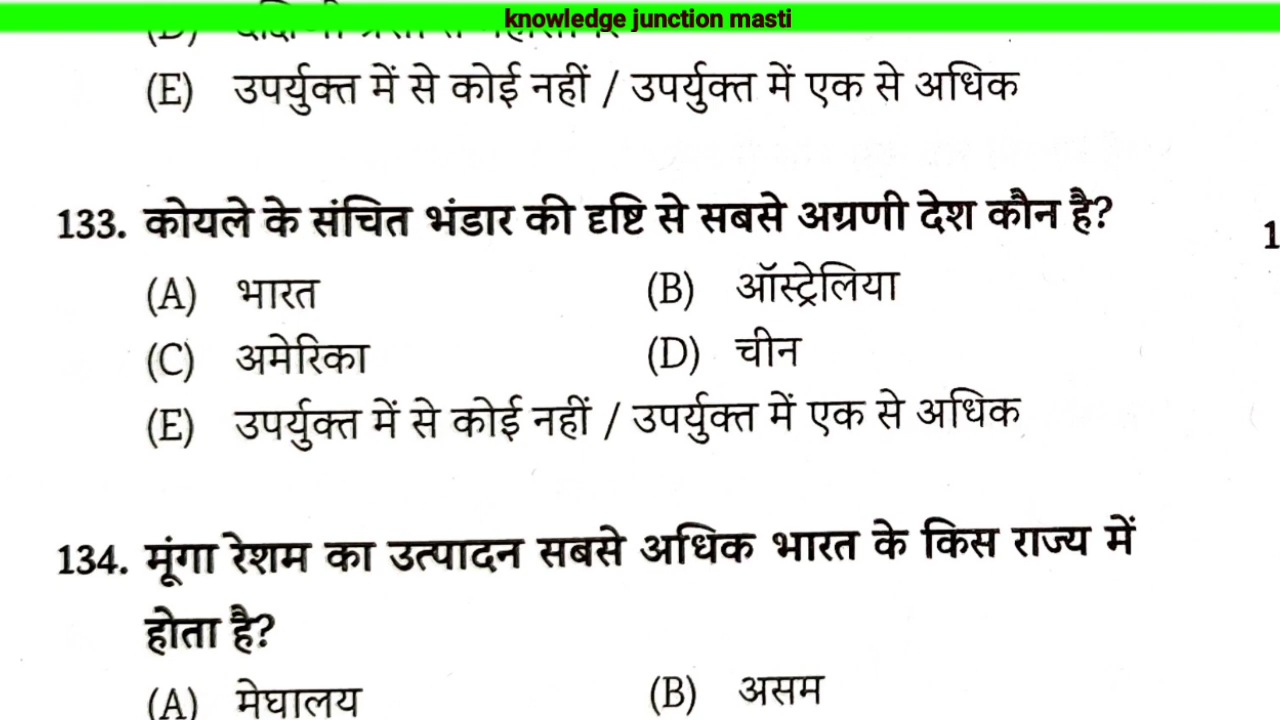 knowledge junction masti
(E) उपर्युक्त में से कोई नहीं / उपर्युक्त में एक से अधिक
133. कोयले के संचित भंडार की दृष्टि से सबसे अग्रणी देश कौन है?
1
(A) भारत (B) ऑस्ट्रेलिया
(C) अमेरिका (D) चीन
(E) उपर्युक्त में से कोई नहीं / उपर्युक्त में एक से अधिक
134. मूंगा रेशम का उत्पादन सबसे अधिक भारत के किस राज्य में
होता है?
(A) मेघालय (B) असम